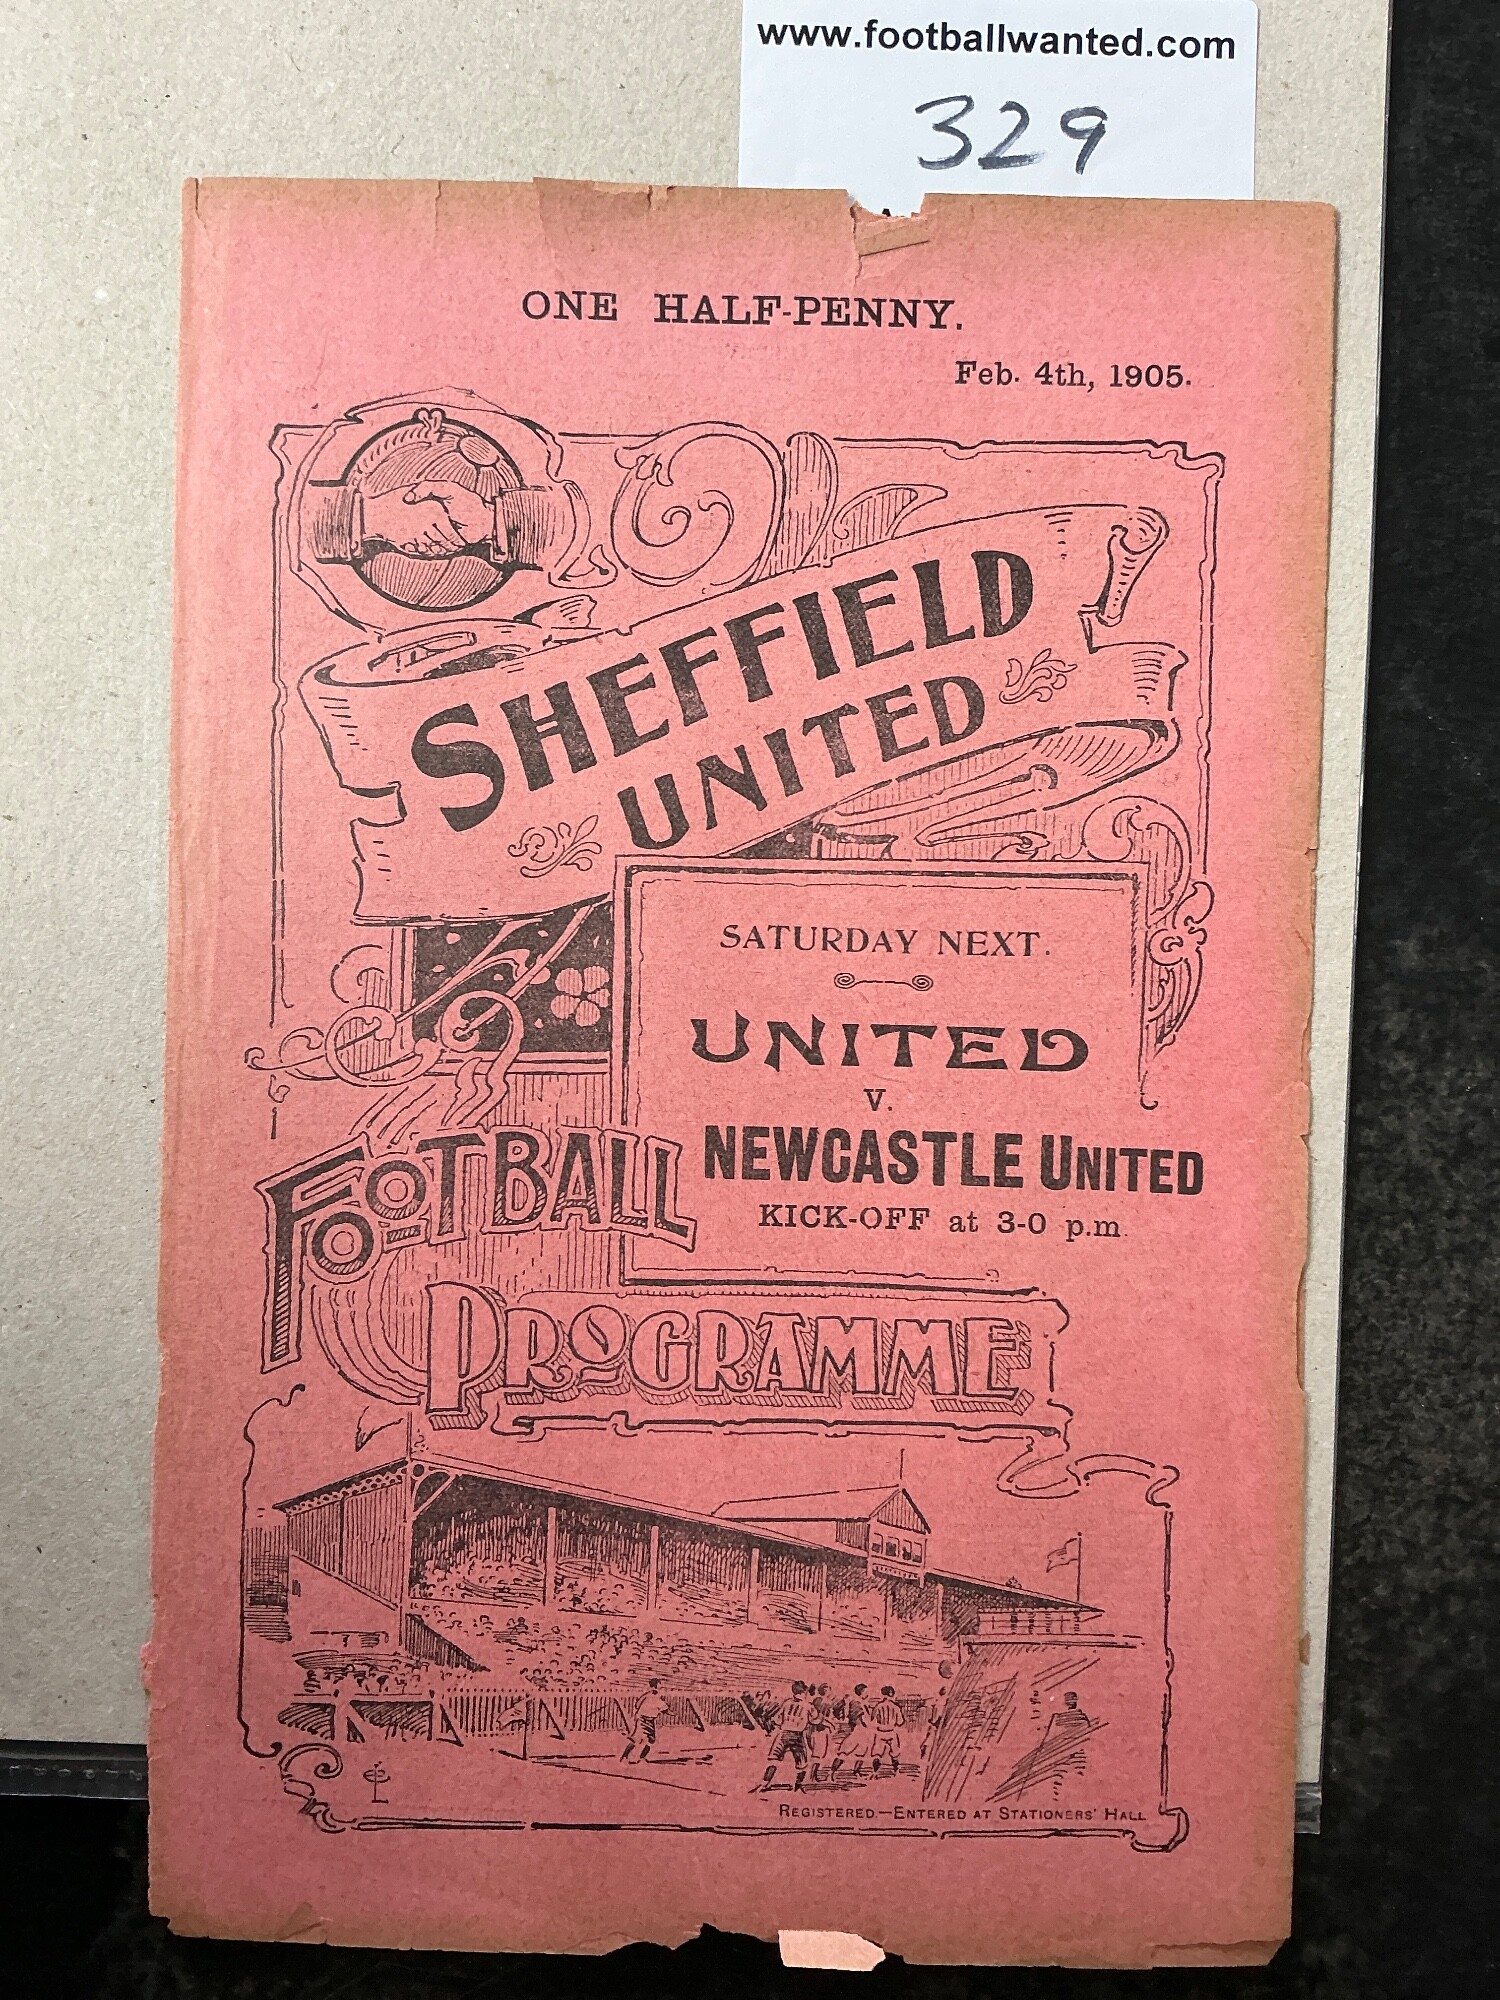 www.footballwanted.com
329
ONE HALF-PENNY.
Feb. 4th, 1905.
SHEFFIELD
UNITED
SATURDAY NEXT.
UNITED
V.
NEWCASTLE UNITED
KICK-OFF at 3-0 p.m.
FOOTBALL
PROGRAMME
REGISTERED.—ENTERED AT STATIONERS' HALL